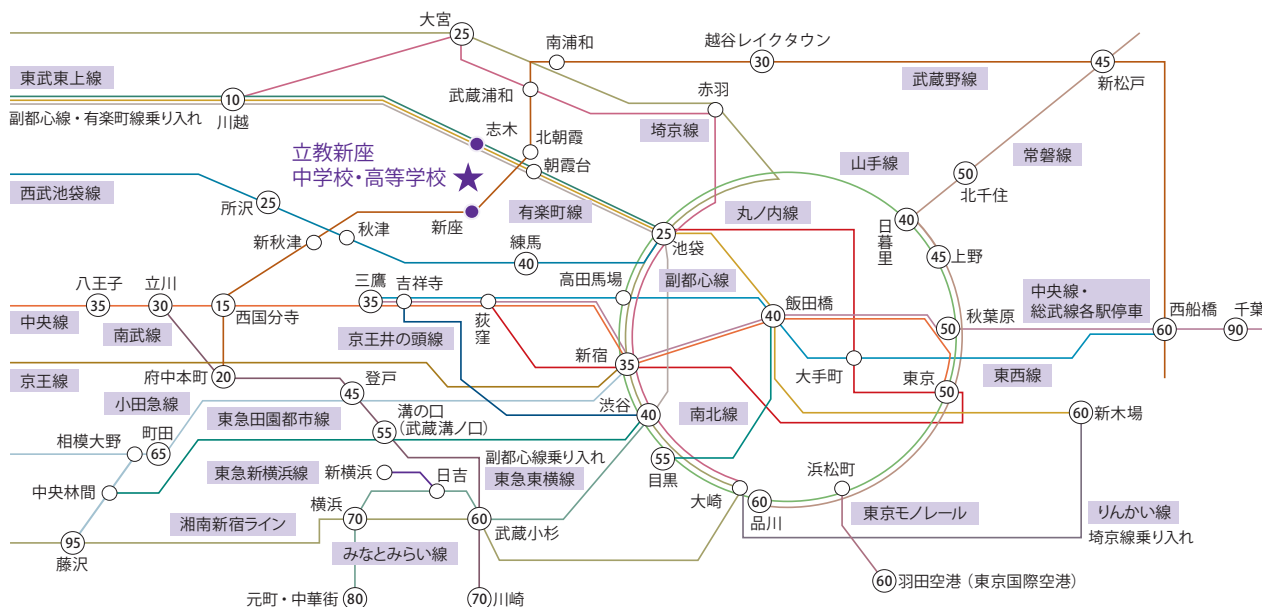 大宮
25
南浦和
越谷レイクタウン
30
45
新松戸
東武東上線
武蔵野線
武蔵浦和
赤羽
10
川越
副都心線・有楽町線乗り入れ
志木
北朝霞
埼京線
山手線
常磐線
立教新座
中学校・高等学校
朝霞台
50
北千住
西武池袋線
25
所沢
有楽町線
丸ノ内線
新座
40
日暮里
新秋津
秋津
練馬
40
25
池袋
45
上野
八王子
35
立川
30
15
西国分寺
三鷹
35
吉祥寺
高田馬場
副都心線
飯田橋
40
中央線・
総武線各駅停車
西船橋
60
千葉
90
中央線
南武線
荻窪
秋葉原
50
京王井の頭線
新宿
35
大手町
東西線
京王線
府中本町
20
登戸
45
東京
50
小田急線
東急田園都市線
溝の口
(武蔵溝ノ口)
55
渋谷
40
南北線
60
新木場
相模大野
町田
65
副都心線乗り入れ
55
目黒
東急新横浜線
新横浜
日吉
東急東横線
浜松町
中央林間
大崎
60
品川
横浜
70
60
武蔵小杉
東京モノレール
りんかい線
埼京線乗り入れ
湘南新宿ライン
95
藤沢
みなとみらい線
60
羽田空港(東京国際空港)
元町・中華街
80
70
川崎